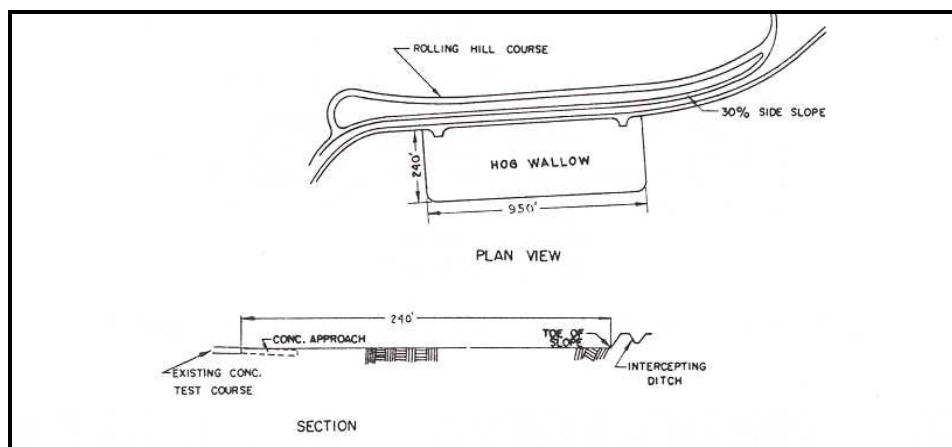 ROLLING HILL COURSE
30% SIDE SLOPE
HOG WALLOW
240'
950'
PLAN VIEW
240'
CONC. APPROACH
TOE OF
SLOPE
EXISTING CONC.
TEST COURSE
INTERCEPTING
DITCH
SECTION